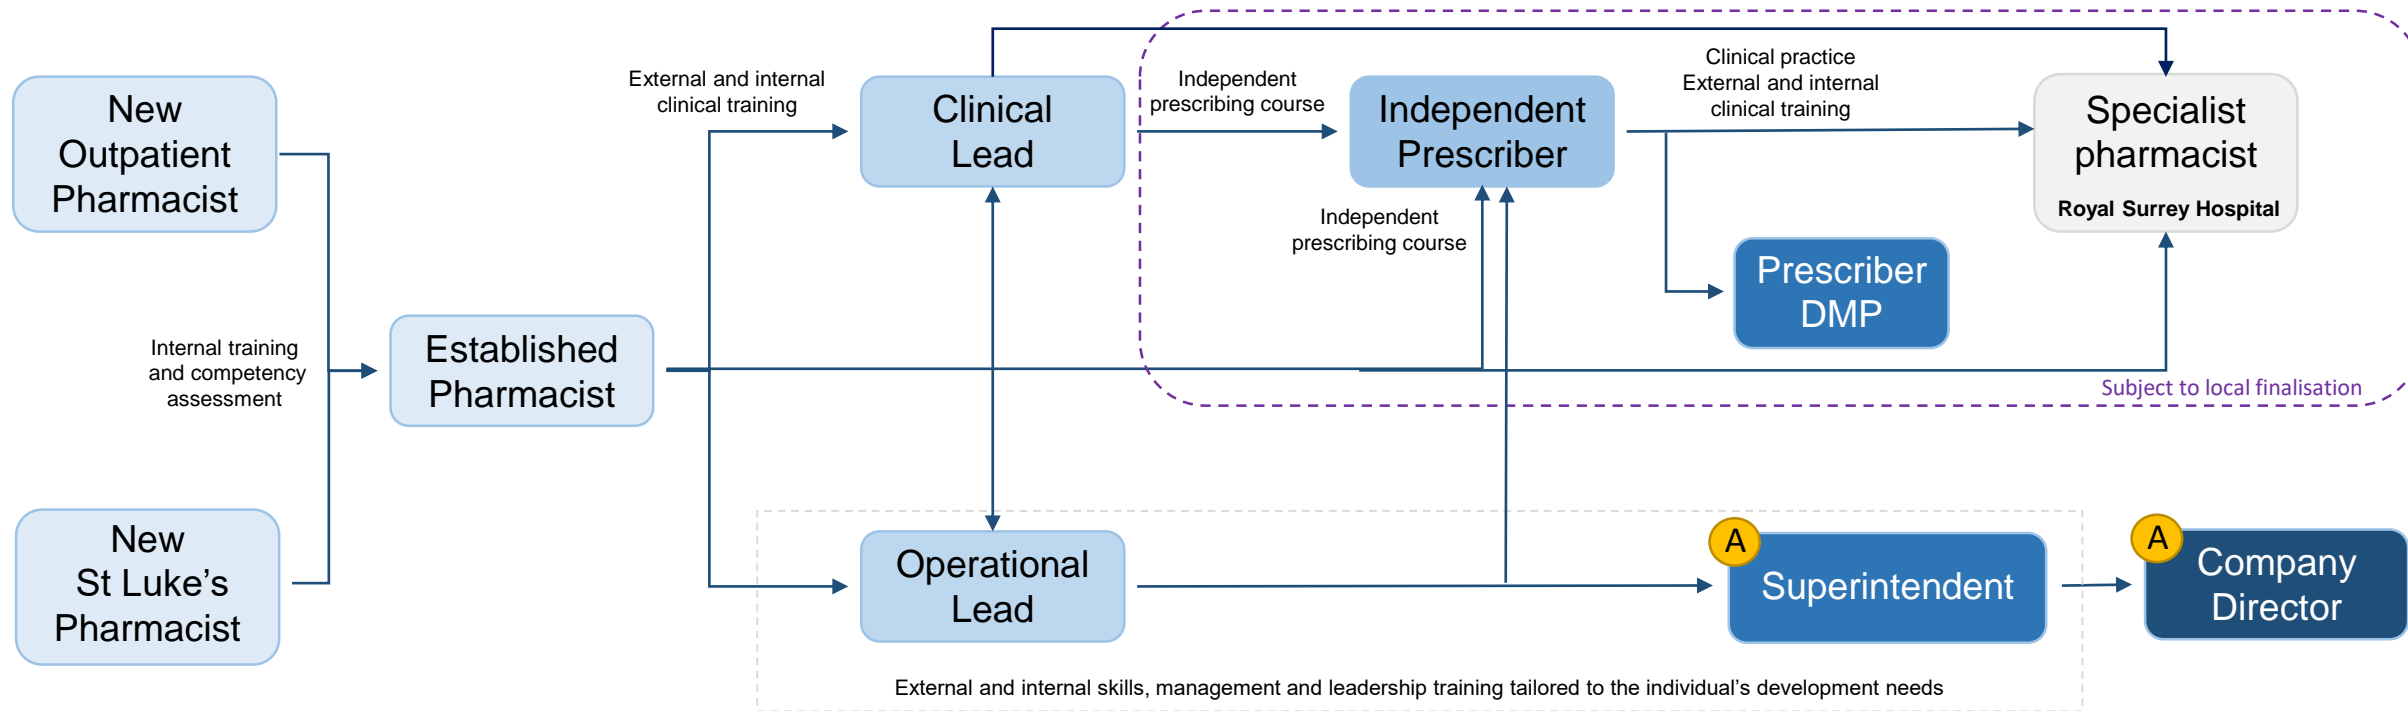 New
Outpatient
Pharmacist
Internal training
and competency
assessment
New
St Luke's
Pharmacist
Established
Pharmacist
External and internal
clinical training
Clinical
Lead
Independent
prescribing course
Independent
Prescriber
Independent
prescribing course
Clinical practice
External and internal
clinical training
Specialist
pharmacist
Royal Surrey Hospital
Prescriber
DMP
Subject to local finalisation
Operational
Lead
A
Superintendent
A
Company
Director
External and internal skills, management and leadership training tailored to the individual's development needs